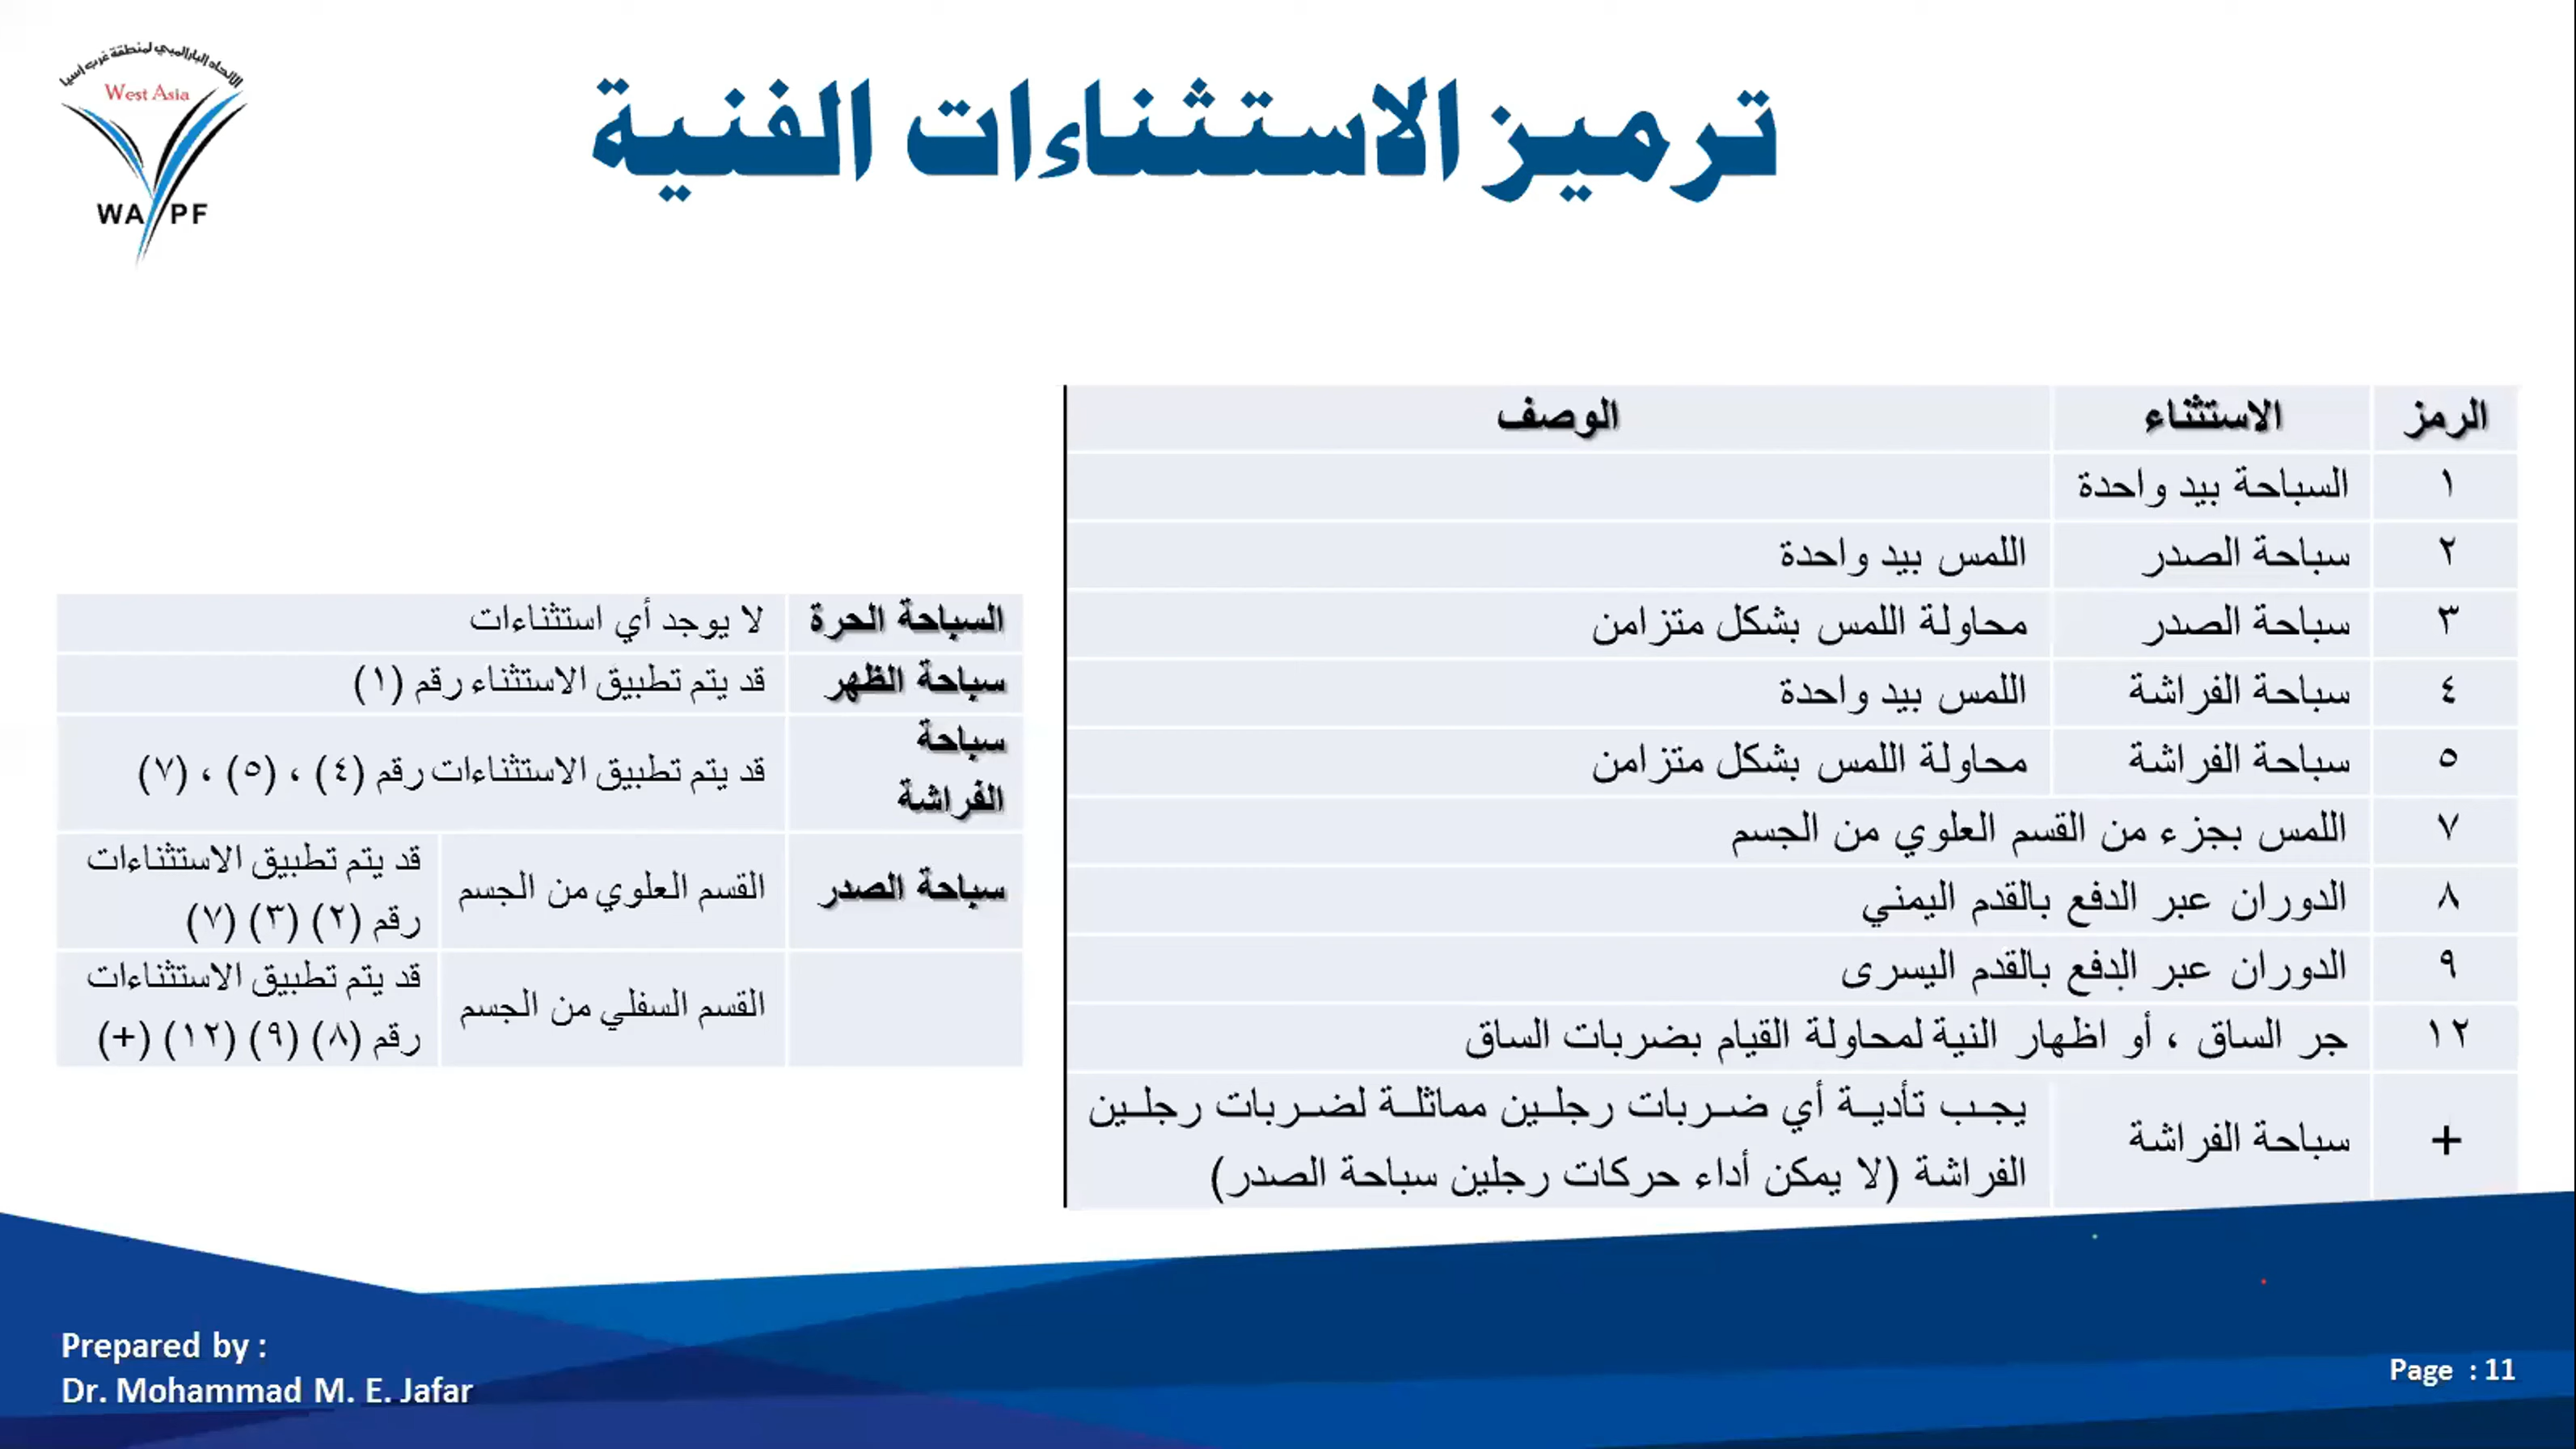 الاتحاد البارالمبي لمنطقة غرب آسيا
West Asia
WAPF
ترميز الاستثناءات الفنية
الرمز الاستثناء الوصف
١ السباحة بيد واحدة
٢ سباحة الصدر اللمس بيد واحدة
٣ سباحة الصدر محاولة اللمس بشكل متزامن
٤ سباحة الفراشة اللمس بيد واحدة
٥ سباحة الفراشة محاولة اللمس بشكل متزامن
٧ اللمس بجزء من القسم العلوي من الجسم
٨ الدوران عبر الدفع بالقدم اليمني
٩ الدوران عبر الدفع بالقدم اليسرى
١٢ جر الساق ، أو اظهار النية لمحاولة القيام بضربات الساق
+ سباحة الفراشة يجب تأدية أي ضربات رجلين مماثلة لضربات رجلين
الفراشة (لا يمكن أداء حركات رجلين سباحة الصدر)
السباحة الحرة لا يوجد أي استثناءات
سباحة الظهر قد يتم تطبيق الاستثناء رقم (١)
سباحة
الفراشة
قد يتم تطبيق الاستثناءات رقم (٤) ، (٥) ، (٧)
سباحة الصدر القسم العلوي من الجسم قد يتم تطبيق الاستثناءات
رقم (٢) (٣) (٧)
القسم السفلي من الجسم قد يتم تطبيق الاستثناءات
رقم (٨) (٩) (١٢) (+)
Prepared by :
Dr. Mohammad M. E. Jafar
Page : 11